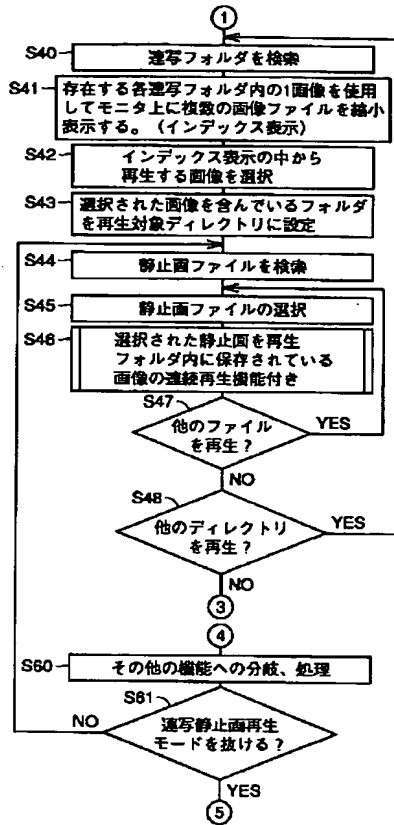 ①
S40
連写フォルダを検索
S41
存在する各連写フォルダ内の1画像を使用
してモニタ上に複数の画像ファイルを縮小
表示する。（インデックス表示）
S42
インデックス表示の中から
再生する画像を選択
S43
選択された画像を含んでいるフォルダ
を再生対象ディレクトリに設定
S44
静止画ファイルを検索
S45
静止画ファイルの選択
S46
選択された静止画を再生
フォルダ内に保存されている
画像の連続再生機能付き
S47
他のファイル
を再生？
YES
NO
S48
他のディレクトリ
を再生？
YES
NO
③
④
S60
その他の機能への分岐、処理
S61
連写静止画再生
モードを抜ける？
NO
YES
⑤